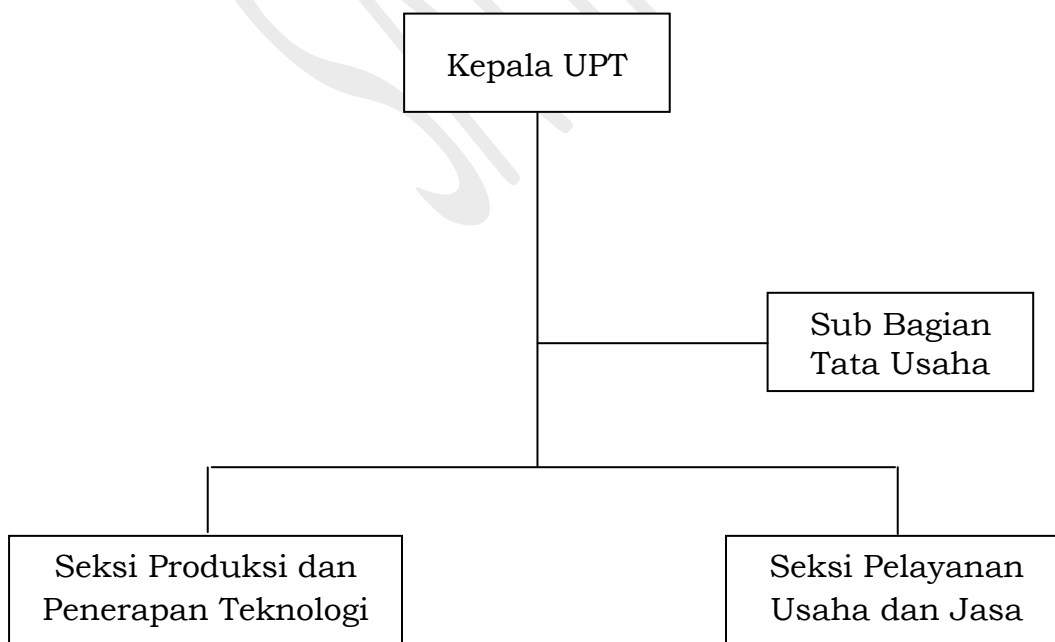 Kepala UPT
Sub Bagian
Tata Usaha
Seksi Produksi dan
Penerapan Teknologi
Seksi Pelayanan
Usaha dan Jasa